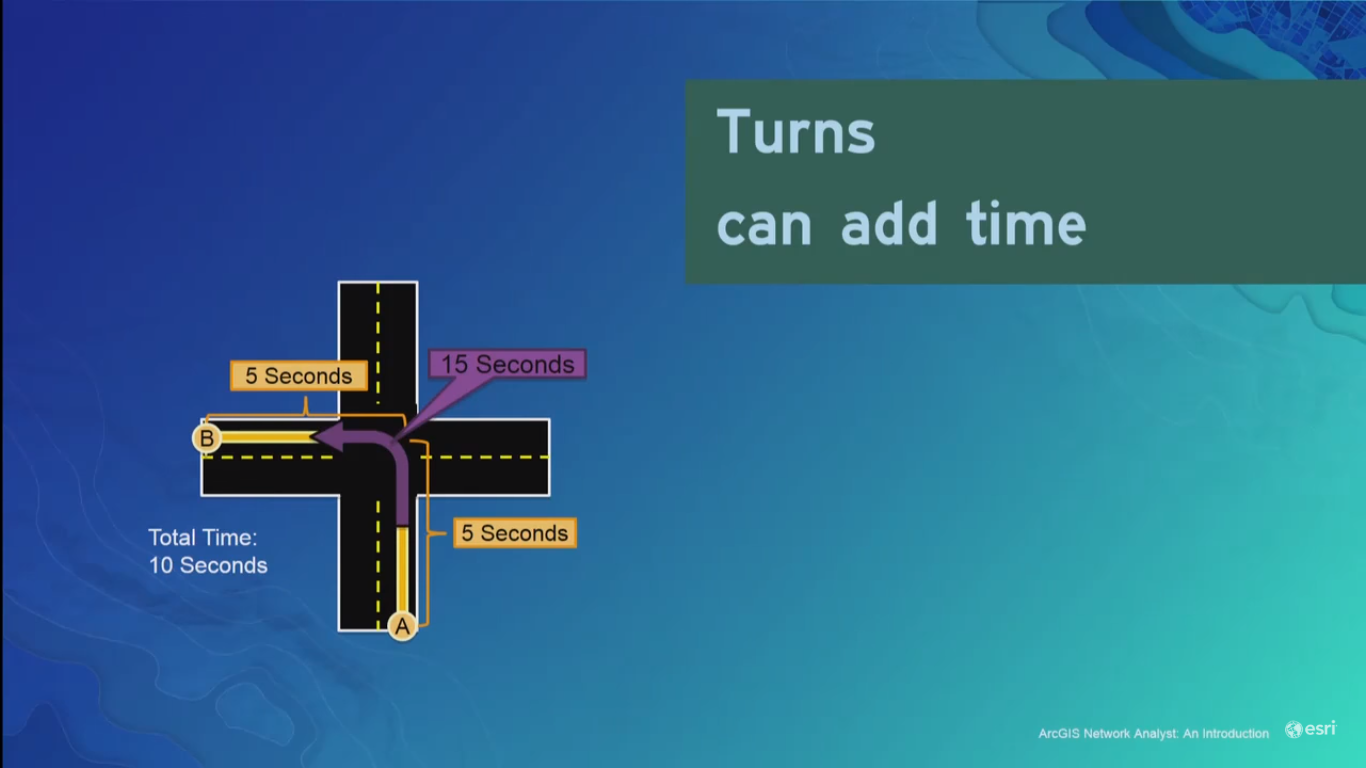 Turns
can add time
15 Seconds
5 Seconds
B
5 Seconds
Total Time:
10 Seconds
A
ArcGIS Network Analyst: An Introduction
esri